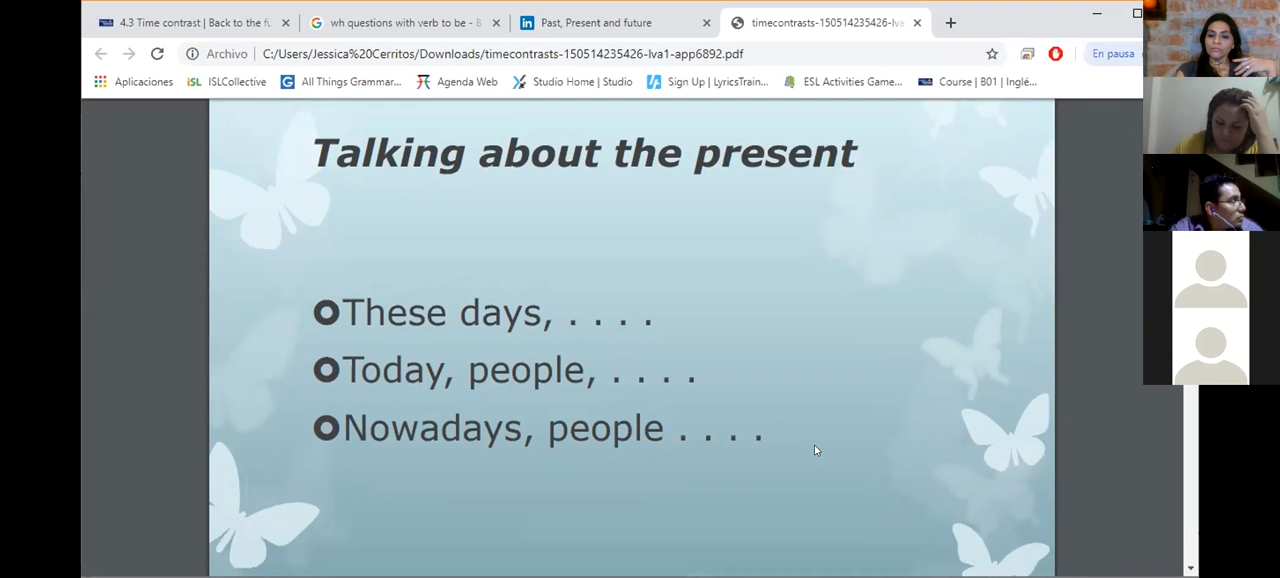 4.3 Time contrast | Back to the fu
wh questions with verb to be - B
Past, Present and future
timecontrasts-150514235426-lva
Archivo
C:/Users/Jessica%20Cerritos/Downloads/timecontrasts-150514235426-lva1-app6892.pdf
En pausa
Aplicaciones
iSL ISLCollective
All Things Grammar...
Agenda Web
Studio Home | Studio
Sign Up | LyricsTrain...
ESL Activities Game...
Course | B01 | Inglé...
Talking about the present
These days, . . . .
Today, people, . . . .
Nowadays, people . . . .